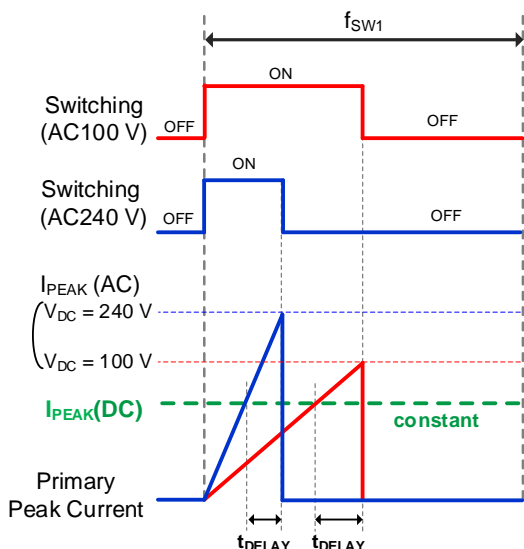 fSW1
ON
Switching
(AC100 V)
OFF
OFF
ON
Switching
(AC240 V)
OFF
OFF
IPEAK (AC)
VDC = 240 V
VDC = 100 V
IPEAK(DC)
constant
Primary
Peak Current
tDELAY tDELAY